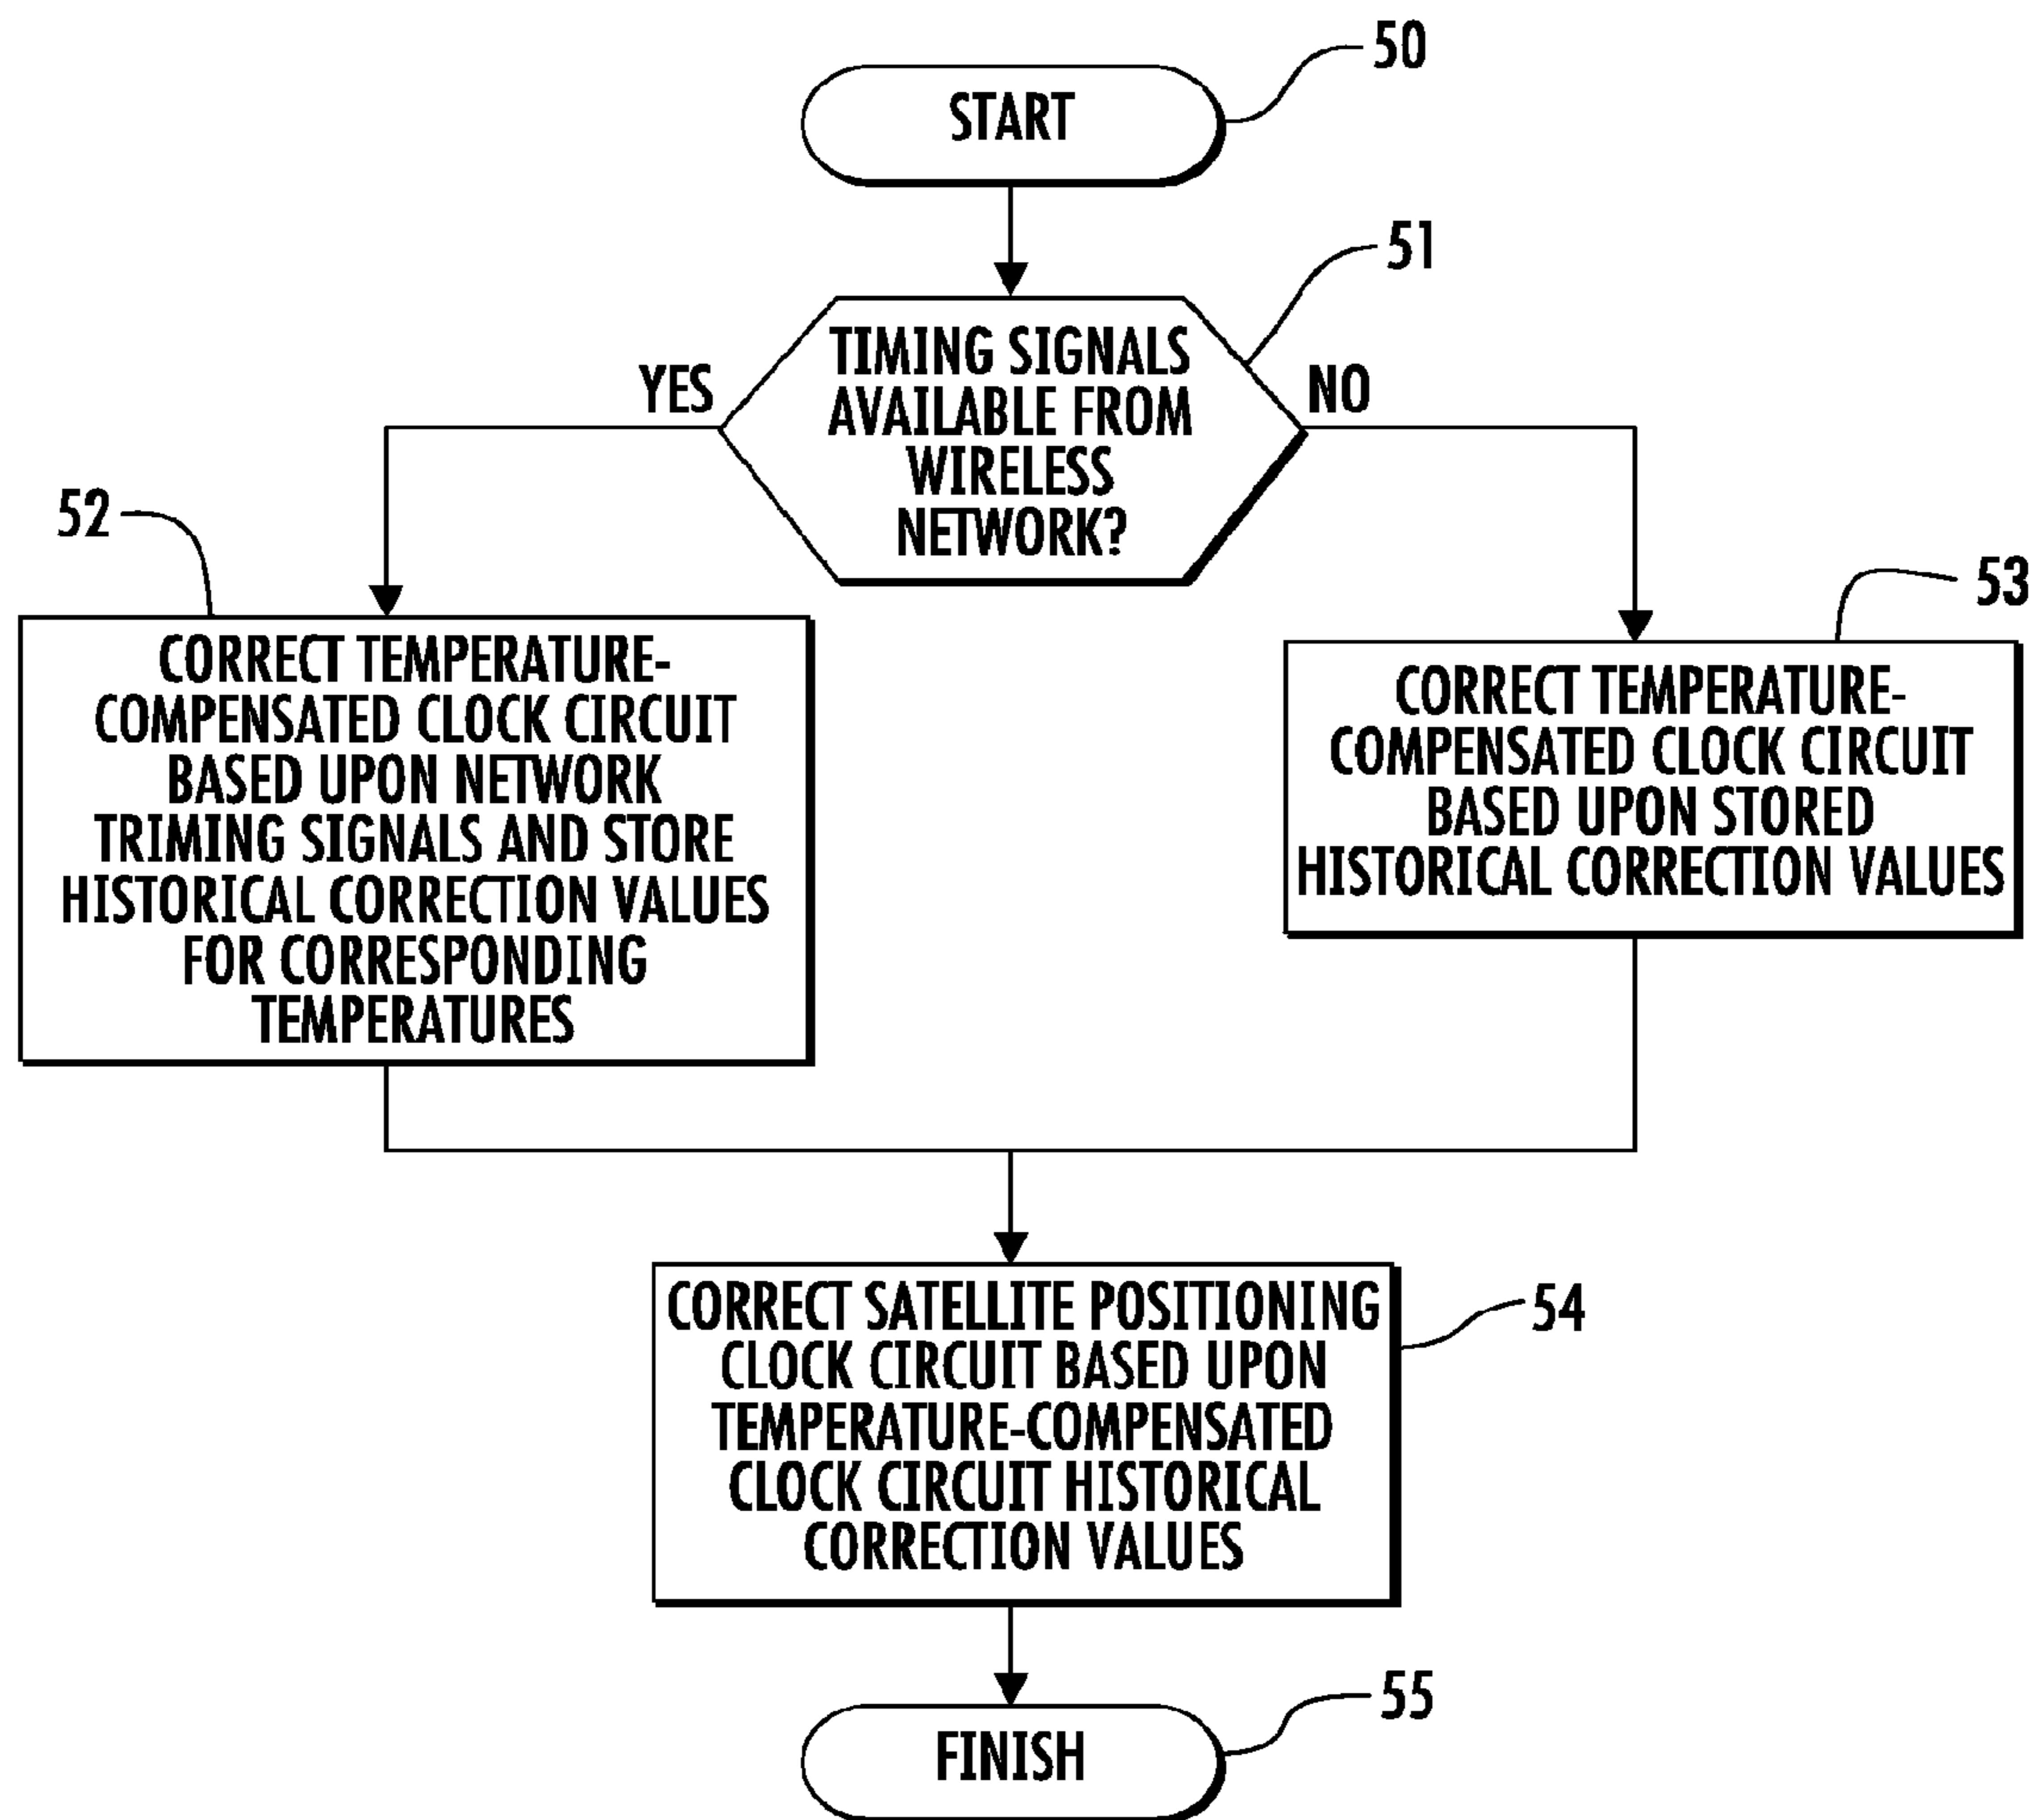 50
START
51
TIMING SIGNALS
AVAILABLE FROM
WIRELESS
NETWORK?
YES
NO
52
CORRECT TEMPERATURE-
COMPENSATED CLOCK CIRCUIT
BASED UPON NETWORK
TRIMING SIGNALS AND STORE
HISTORICAL CORRECTION VALUES
FOR CORRESPONDING
TEMPERATURES
53
CORRECT TEMPERATURE-
COMPENSATED CLOCK CIRCUIT
BASED UPON STORED
HISTORICAL CORRECTION VALUES
54
CORRECT SATELLITE POSITIONING
CLOCK CIRCUIT BASED UPON
TEMPERATURE-COMPENSATED
CLOCK CIRCUIT HISTORICAL
CORRECTION VALUES
55
FINISH